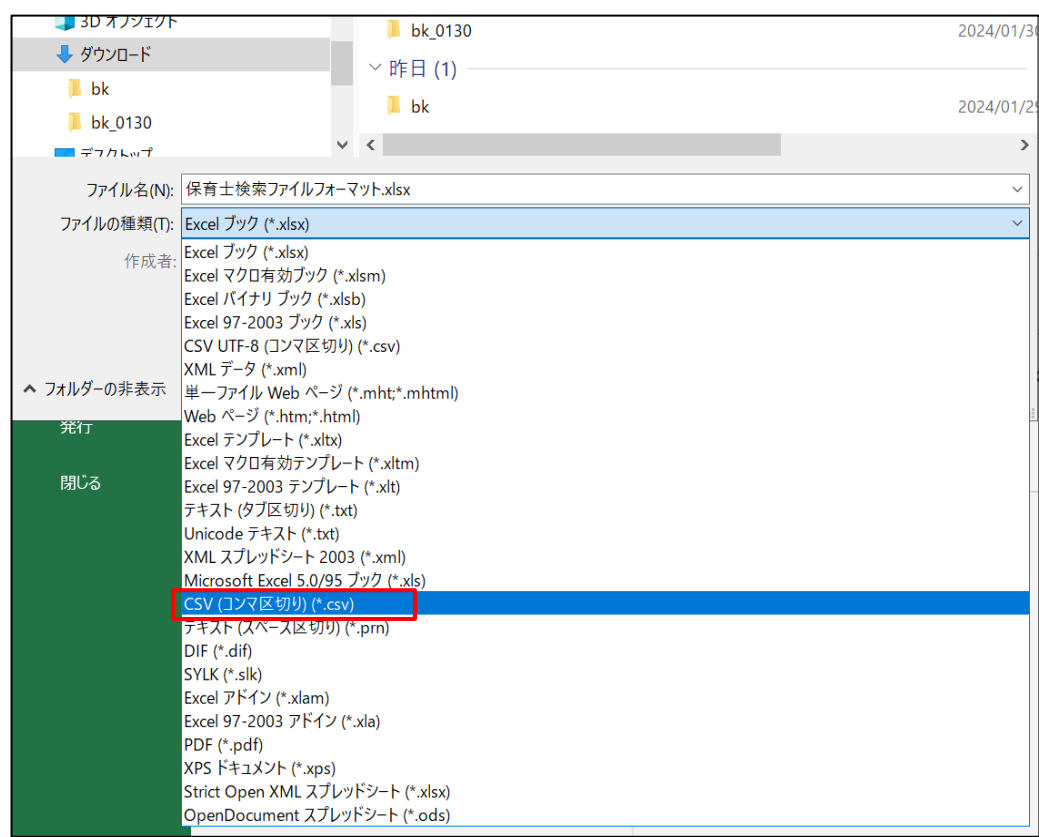 3D オブジェクト
ダウンロード
bk
bk_0130
デスクトップ
bk_0130
2024/01/30
昨日 (1)
bk
2024/01/29
ファイル名(N):
保育士検索ファイルフォーマット.xlsx
ファイルの種類(T):
Excel ブック (*.xlsx)
作成者:
Excel ブック (*.xlsx)
Excel マクロ有効ブック (*.xlsm)
Excel バイナリ ブック (*.xlsb)
Excel 97-2003 ブック (*.xls)
CSV UTF-8 (コンマ区切り) (*.csv)
XML データ (*.xml)
単一ファイル Web ページ (*.mht;*.mhtml)
Web ページ (*.htm;*.html)
Excel テンプレート (*.xltx)
Excel マクロ有効テンプレート (*.xltm)
Excel 97-2003 テンプレート (*.xlt)
テキスト (タブ区切り) (*.txt)
Unicode テキスト (*.txt)
XML スプレッドシート 2003 (*.xml)
Microsoft Excel 5.0/95 ブック (*.xls)
CSV (コンマ区切り) (*.csv)
テキスト (スペース区切り) (*.prn)
DIF (*.dif)
SYLK (*.slk)
Excel アドイン (*.xlam)
Excel 97-2003 アドイン (*.xla)
PDF (*.pdf)
XPS ドキュメント (*.xps)
Strict Open XML スプレッドシート (*.xlsx)
OpenDocument スプレッドシート (*.ods)
フォルダーの非表示
発行
閉じる